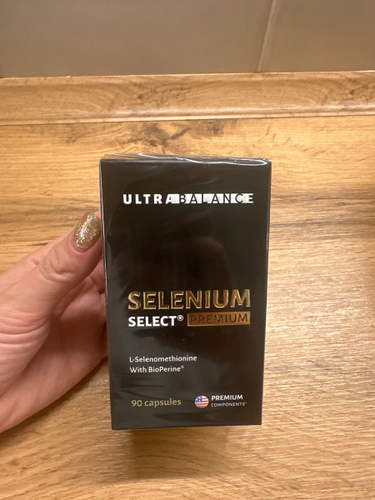 ULTRABALANCE
SELENIUM
SELECT® PREMIUM
L-Selenomethionine
With BioPerine®
90 capsules
PREMIUM
COMPONENTS*